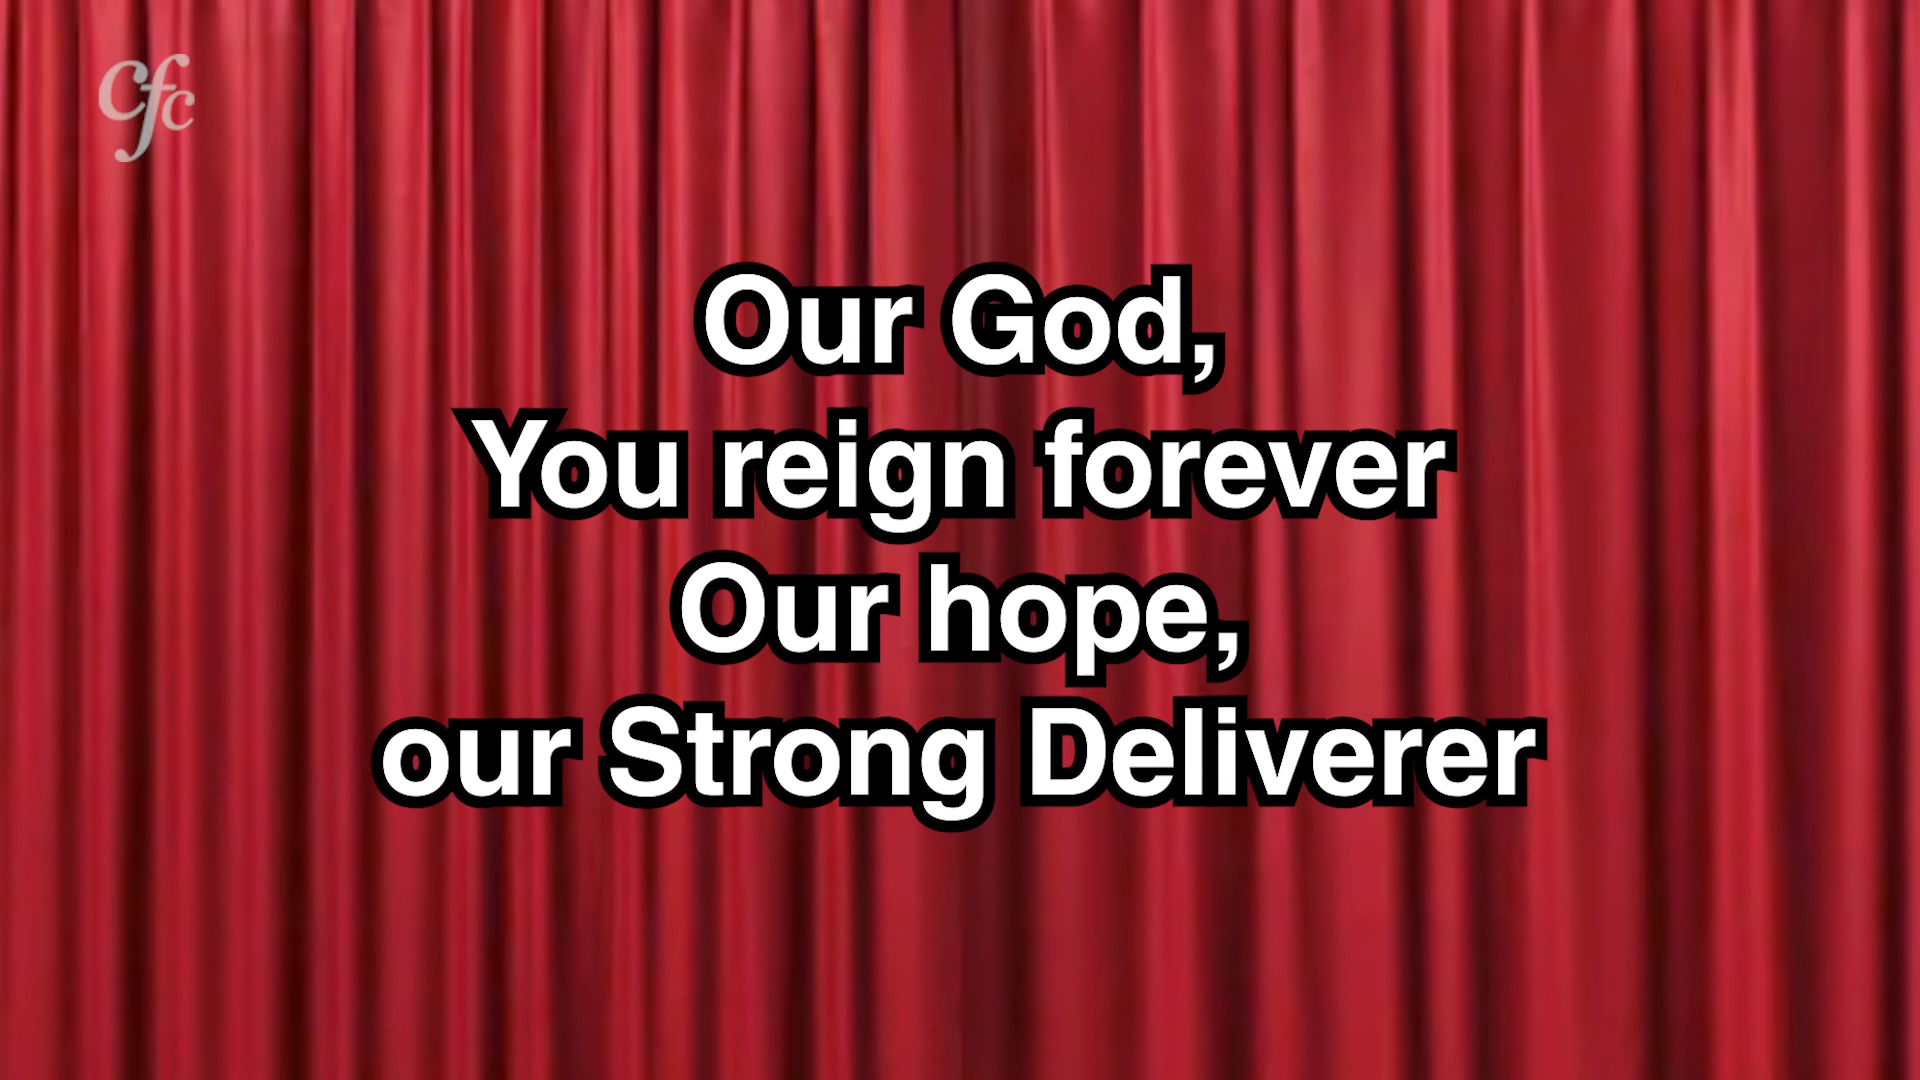 cfc
Our God,
You reign forever
Our hope,
our Strong Deliverer